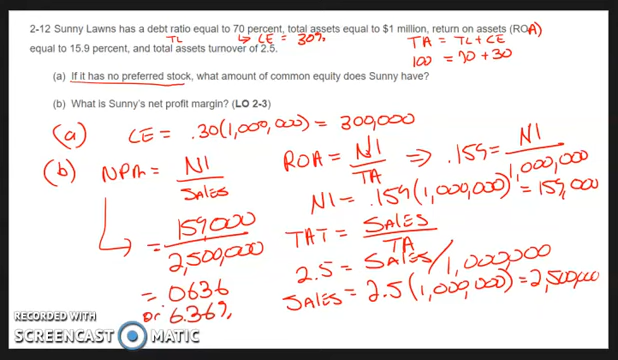 2-12 Sunny Lawns has a debt ratio equal to 70 percent, total assets equal to $1 million, return on assets (ROA)
TL ↳ CE = 30%
equal to 15.9 percent, and total assets turnover of 2.5.
TA = TL + CE
100 = 70 + 30
(a) If it has no preferred stock, what amount of common equity does Sunny have?
(b) What is Sunny's net profit margin? (LO 2-3)
(a) CE = .30(1,000,000) = 300,000
(b) NPM = NI / SALES
= 159,000 / 2,500,000
= 0636
or 6.36%
ROA = NI / TA ⇒ .159 = NI / 1,000,000
NI = .159(1,000,000) = 159,000
TAT = SALES / TA
2.5 = SALES / 1,000,000
SALES = 2.5(1,000,000) = 2,500,000
RECORDED WITH
SCREENCAST MATIC